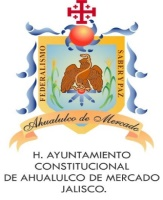 FEDERALISMO
SABER Y PAZ
Ahualulco de Mercado
H. AYUNTAMIENTO
CONSTITUCIONAL
DE AHUALULCO DE MERCADO
JALISCO.